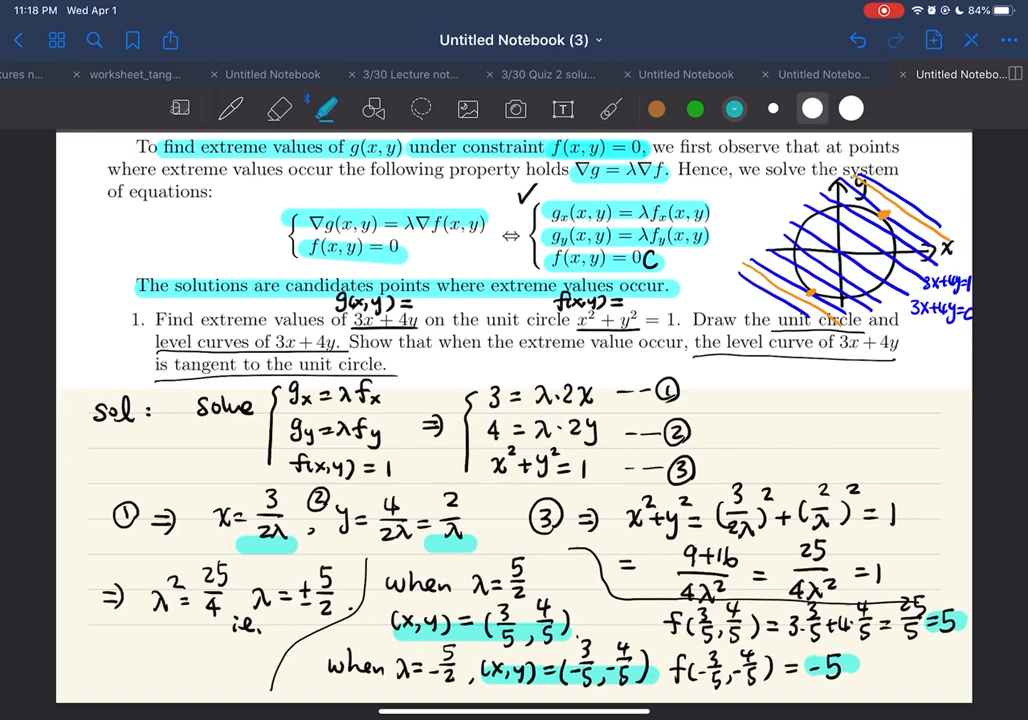 11:18 PM Wed Apr 1
84%
Untitled Notebook (3)
tures n...
worksheet_tang...
Untitled Notebook
3/30 Lecture not...
3/30 Quiz 2 solu...
Untitled Notebook
Untitled Notebo...
Untitled Notebo...
To find extreme values of g(x, y) under constraint f(x, y) = 0, we first observe that at points
where extreme values occur the following property holds ∇g = λ∇f. Hence, we solve the system
of equations:
{ ∇g(x, y) = λ∇f(x, y)
f(x, y) = 0
⇔
✓
{ gₓ(x, y) = λfₓ(x, y)
g_y(x, y) = λf_y(x, y)
f(x, y) = 0 C
y
x
3x+4y=1
3x+4y=0
The solutions are candidates points where extreme values occur.
g(x,y) = f(x,y) =
1. Find extreme values of 3x + 4y on the unit circle x² + y² = 1. Draw the unit circle and
level curves of 3x + 4y. Show that when the extreme value occur, the level curve of 3x + 4y
is tangent to the unit circle.
sol : solve { gₓ = λ fₓ
g_y = λ f_y
f(x,y) = 1
⇒ { 3 = λ·2x --①
4 = λ·2y --②
x² + y² = 1 --③
① ⇒ x = 3/2λ , ② y = 4/2λ = 2/λ ③ ⇒ x² + y² = (3/2λ)² + (2/λ)² = 1
= 9+16/4λ² = 25/4λ² = 1
⇒ λ² = 25/4 λ = ± 5/2 .
i.e.
when λ = 5/2
(x,y) = (3/5, 4/5). f(3/5, 4/5) = 3·3/5 + 4·4/5 = 25/5 = 5
when λ = -5/2 , (x,y) = (-3/5, -4/5) f(-3/5, -4/5) = -5